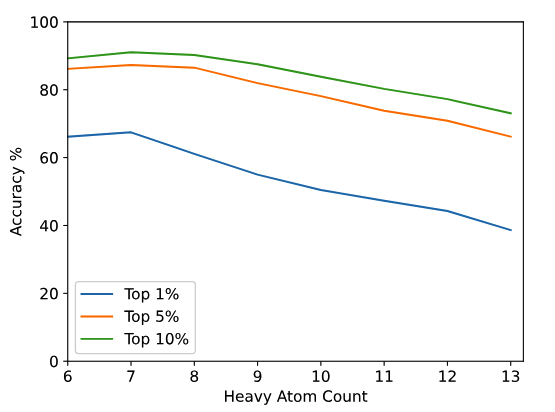 100
80
60
40
20
0
Accuracy %
Top 1%
Top 5%
Top 10%
6 7 8 9 10 11 12 13
Heavy Atom Count